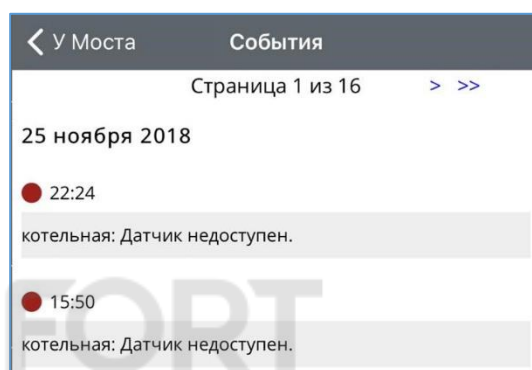 У Моста События
Страница 1 из 16 > >>
25 ноября 2018
22:24
котельная: Датчик недоступен.
15:50
FORT
котельная: Датчик недоступен.